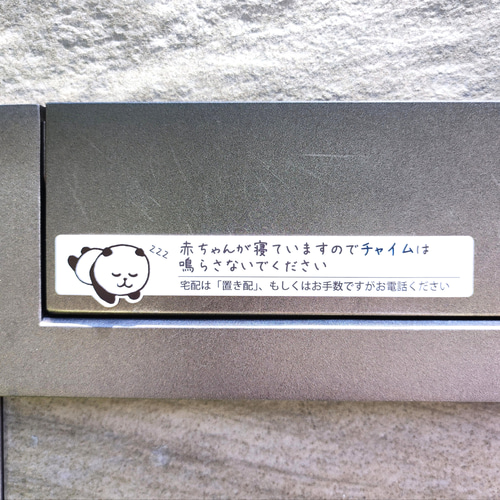 zzz
赤ちゃんが寝ていますのでチャイムは
鳴らさないでください
宅配は「置き配」、もしくはお手数ですがお電話ください